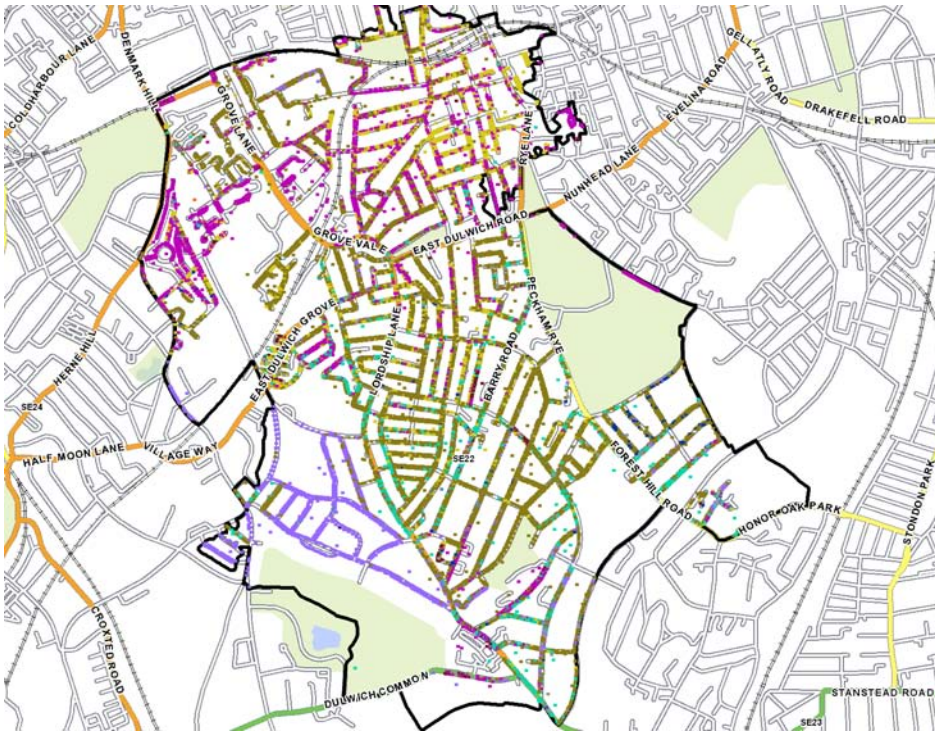 COLDHARBOUR LANE
DENMARK HILL
GROVE LANE
GELLATLY ROAD
DRAKEFELL ROAD
EVELINA ROAD
RYE LANE
NUNHEAD LANE
GROVE VALE
EAST DULWICH ROAD
PECKHAM RYE
EAST DULWICH GROVE
LORDSHIP LANE
BARRY ROAD
HERNE HILL
SE24
HALF MOON LANE
VILLAGE WAY
SE22
FOREST HILL ROAD
HONOR OAK PARK
STONDON PARK
CROXTED ROAD
DULWICH COMMON
STANSTEAD ROAD
SE23